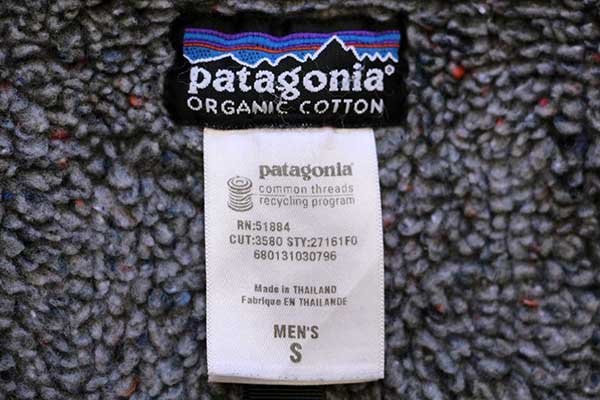 patagonia®
ORGANIC COTTON
patagonia®
common threads
recycling program
RN:51884
CUT:3580 STY:27161F0
680131030796
Made in THAILAND
Fabrique EN THAILANDE
MEN'S
S